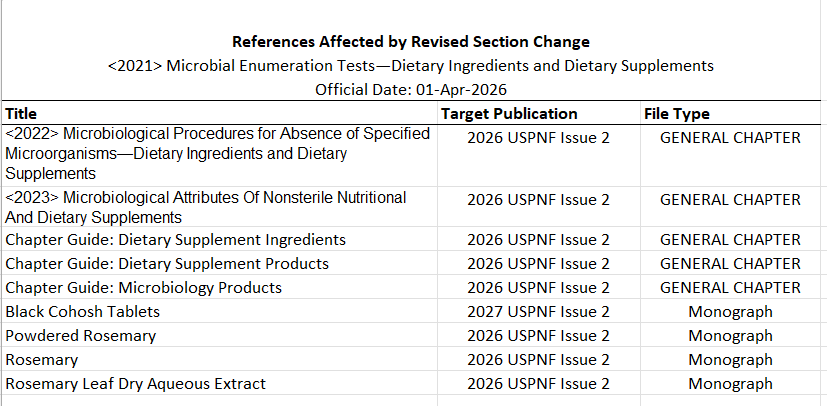 References Affected by Revised Section Change
<2021> Microbial Enumeration Tests—Dietary Ingredients and Dietary Supplements
Official Date: 01-Apr-2026
Title Target Publication File Type
<2022> Microbiological Procedures for Absence of Specified
Microorganisms—Dietary Ingredients and Dietary
Supplements
2026 USPNF Issue 2 GENERAL CHAPTER
<2023> Microbiological Attributes Of Nonsterile Nutritional
And Dietary Supplements
2026 USPNF Issue 2 GENERAL CHAPTER
Chapter Guide: Dietary Supplement Ingredients 2026 USPNF Issue 2 GENERAL CHAPTER
Chapter Guide: Dietary Supplement Products 2026 USPNF Issue 2 GENERAL CHAPTER
Chapter Guide: Microbiology Products 2026 USPNF Issue 2 GENERAL CHAPTER
Black Cohosh Tablets 2027 USPNF Issue 2 Monograph
Powdered Rosemary 2026 USPNF Issue 2 Monograph
Rosemary 2026 USPNF Issue 2 Monograph
Rosemary Leaf Dry Aqueous Extract 2026 USPNF Issue 2 Monograph